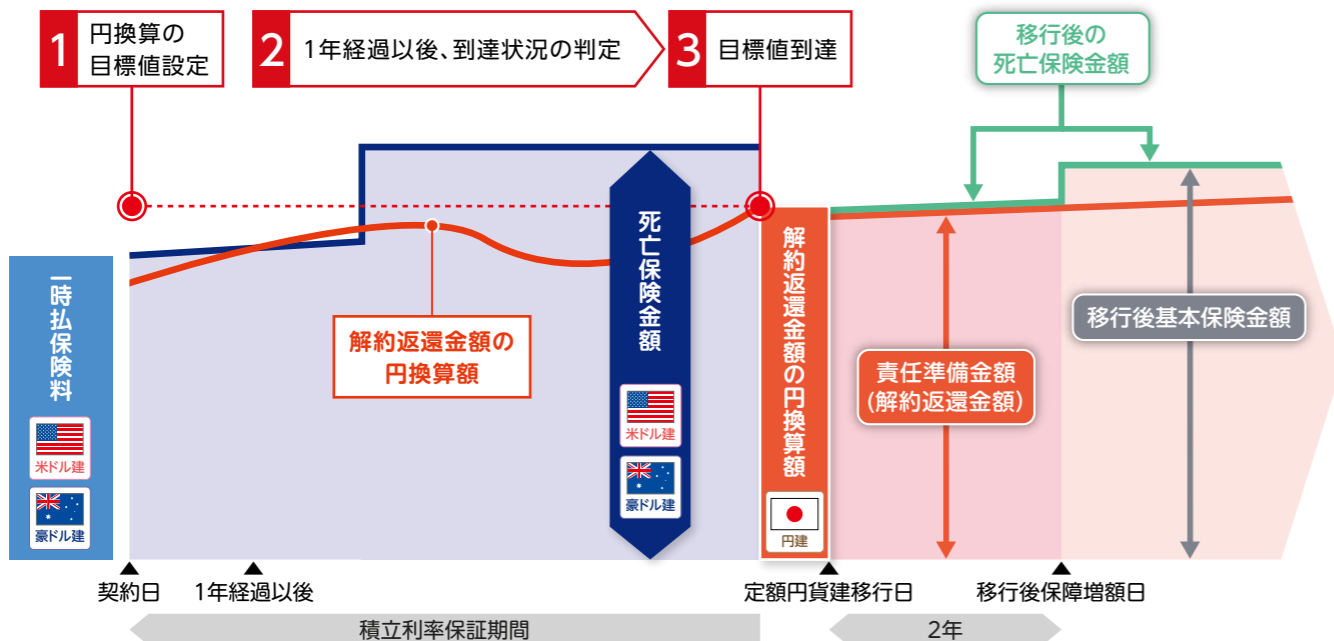 1 円換算の
目標値設定
2 1年経過以後、到達状況の判定
3 目標値到達
移行後の
死亡保険金額
一時払保険料
米ドル建
豪ドル建
解約返還金額の
円換算額
死亡保険金額
米ドル建
豪ドル建
解約返還金額の円換算額
円建
責任準備金額
(解約返還金額)
移行後基本保険金額
契約日
1年経過以後
定額円貨建移行日
移行後保障増額日
積立利率保証期間
2年